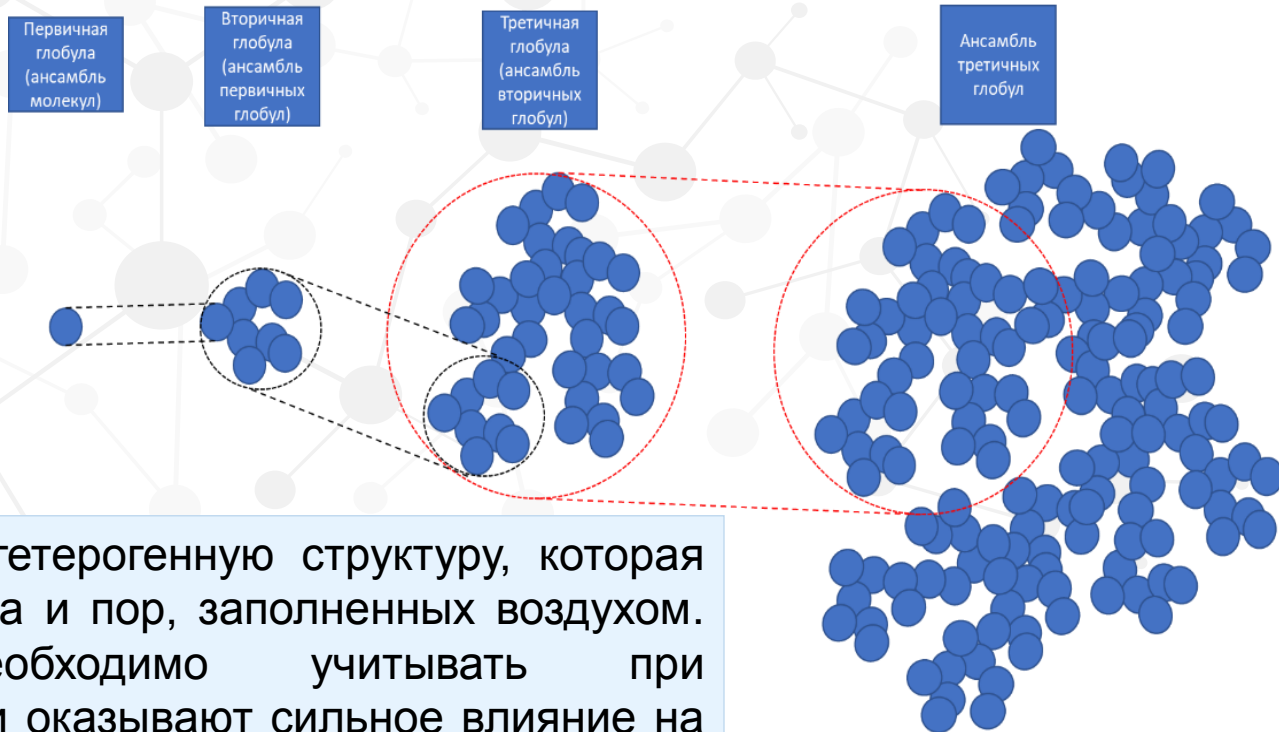 Первичная
глобула
(ансамбль
молекул)
Вторичная
глобула
(ансамбль
первичных
глобул)
Третичная
глобула
(ансамбль
вторичных
глобул)
Ансамбль
третичных
глобул
гетерогенную структуру, которая
и пор, заполненных воздухом.
учитывать при
оказывают сильное влияние на